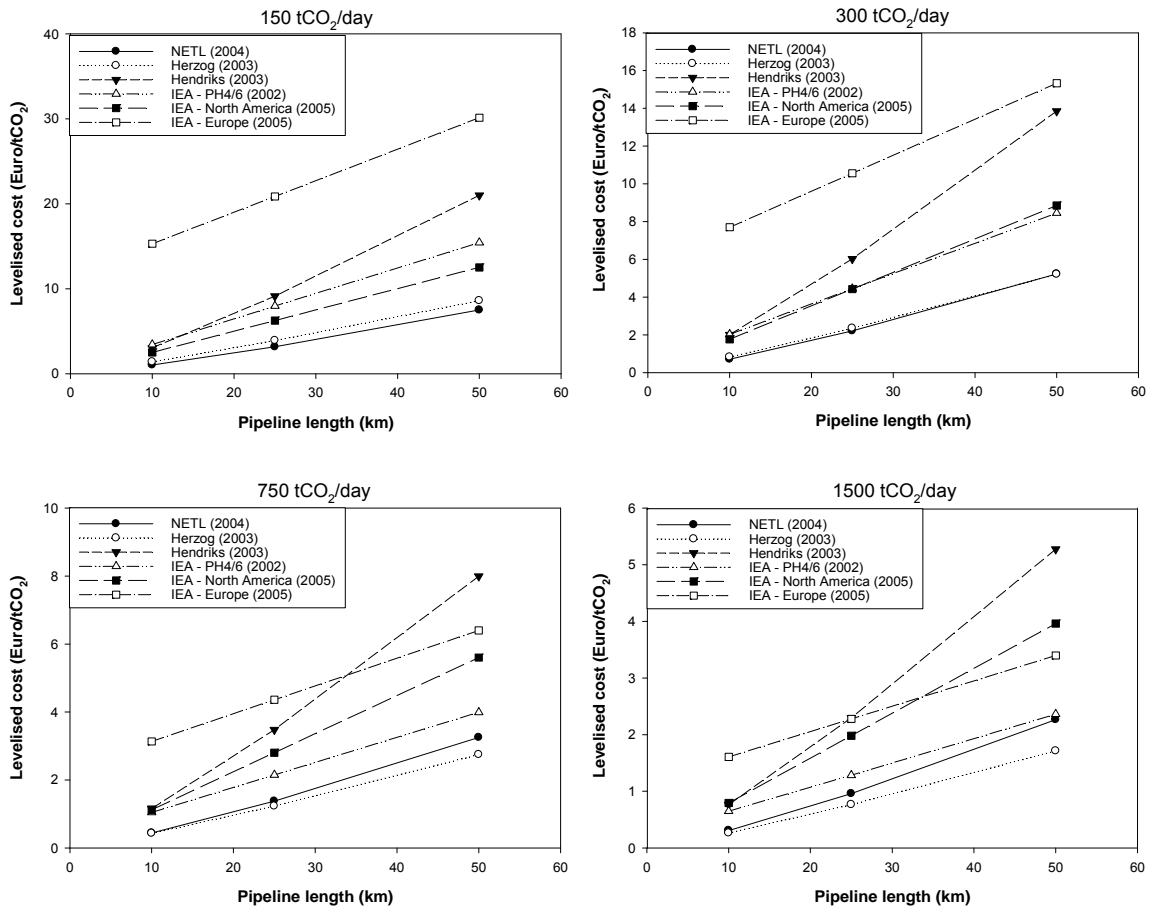 150 tCO₂/day
Levelised cost (Euro/tCO₂)
40
30
20
10
0
NETL (2004)
Herzog (2003)
Hendriks (2003)
IEA - PH4/6 (2002)
IEA - North America (2005)
IEA - Europe (2005)
0 10 20 30 40 50 60
Pipeline length (km)
300 tCO₂/day
Levelised cost (Euro/tCO₂)
18
16
14
12
10
8
6
4
2
0
NETL (2004)
Herzog (2003)
Hendriks (2003)
IEA - PH4/6 (2002)
IEA - North America (2005)
IEA - Europe (2005)
0 10 20 30 40 50 60
Pipeline length (km)
750 tCO₂/day
Levelised cost (Euro/tCO₂)
10
8
6
4
2
0
NETL (2004)
Herzog (2003)
Hendriks (2003)
IEA - PH4/6 (2002)
IEA - North America (2005)
IEA - Europe (2005)
0 10 20 30 40 50 60
Pipeline length (km)
1500 tCO₂/day
Levelised cost (Euro/tCO₂)
6
5
4
3
2
1
0
NETL (2004)
Herzog (2003)
Hendriks (2003)
IEA - PH4/6 (2002)
IEA - North America (2005)
IEA - Europe (2005)
0 10 20 30 40 50 60
Pipeline length (km)